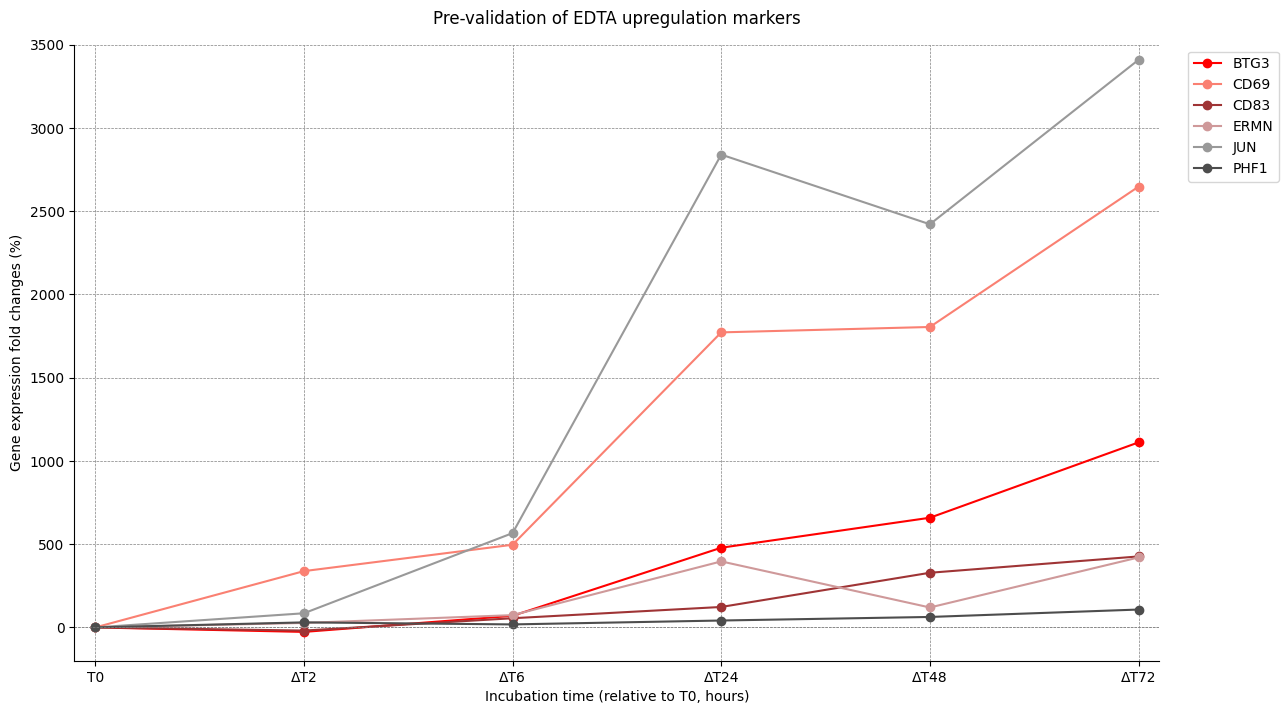 Pre-validation of EDTA upregulation markers
3500
3000
2500
2000
1500
1000
500
0
Gene expression fold changes (%)
T0
ΔT2
ΔT6
ΔT24
ΔT48
ΔT72
Incubation time (relative to T0, hours)
BTG3
CD69
CD83
ERMN
JUN
PHF1